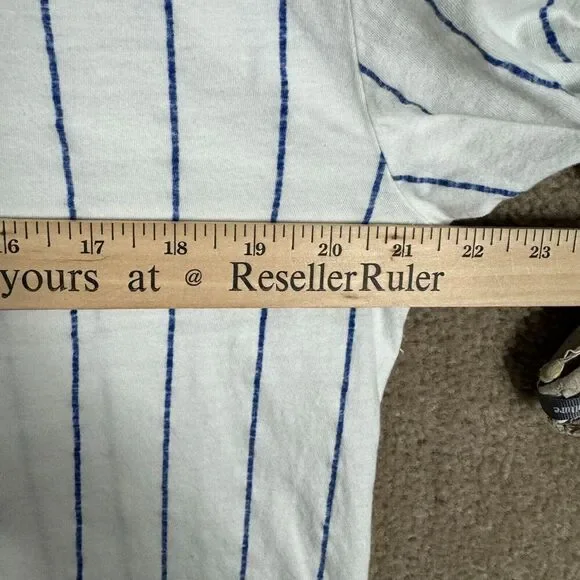 6 17 18 19 20 21 22 23
yours at @ ResellerRuler